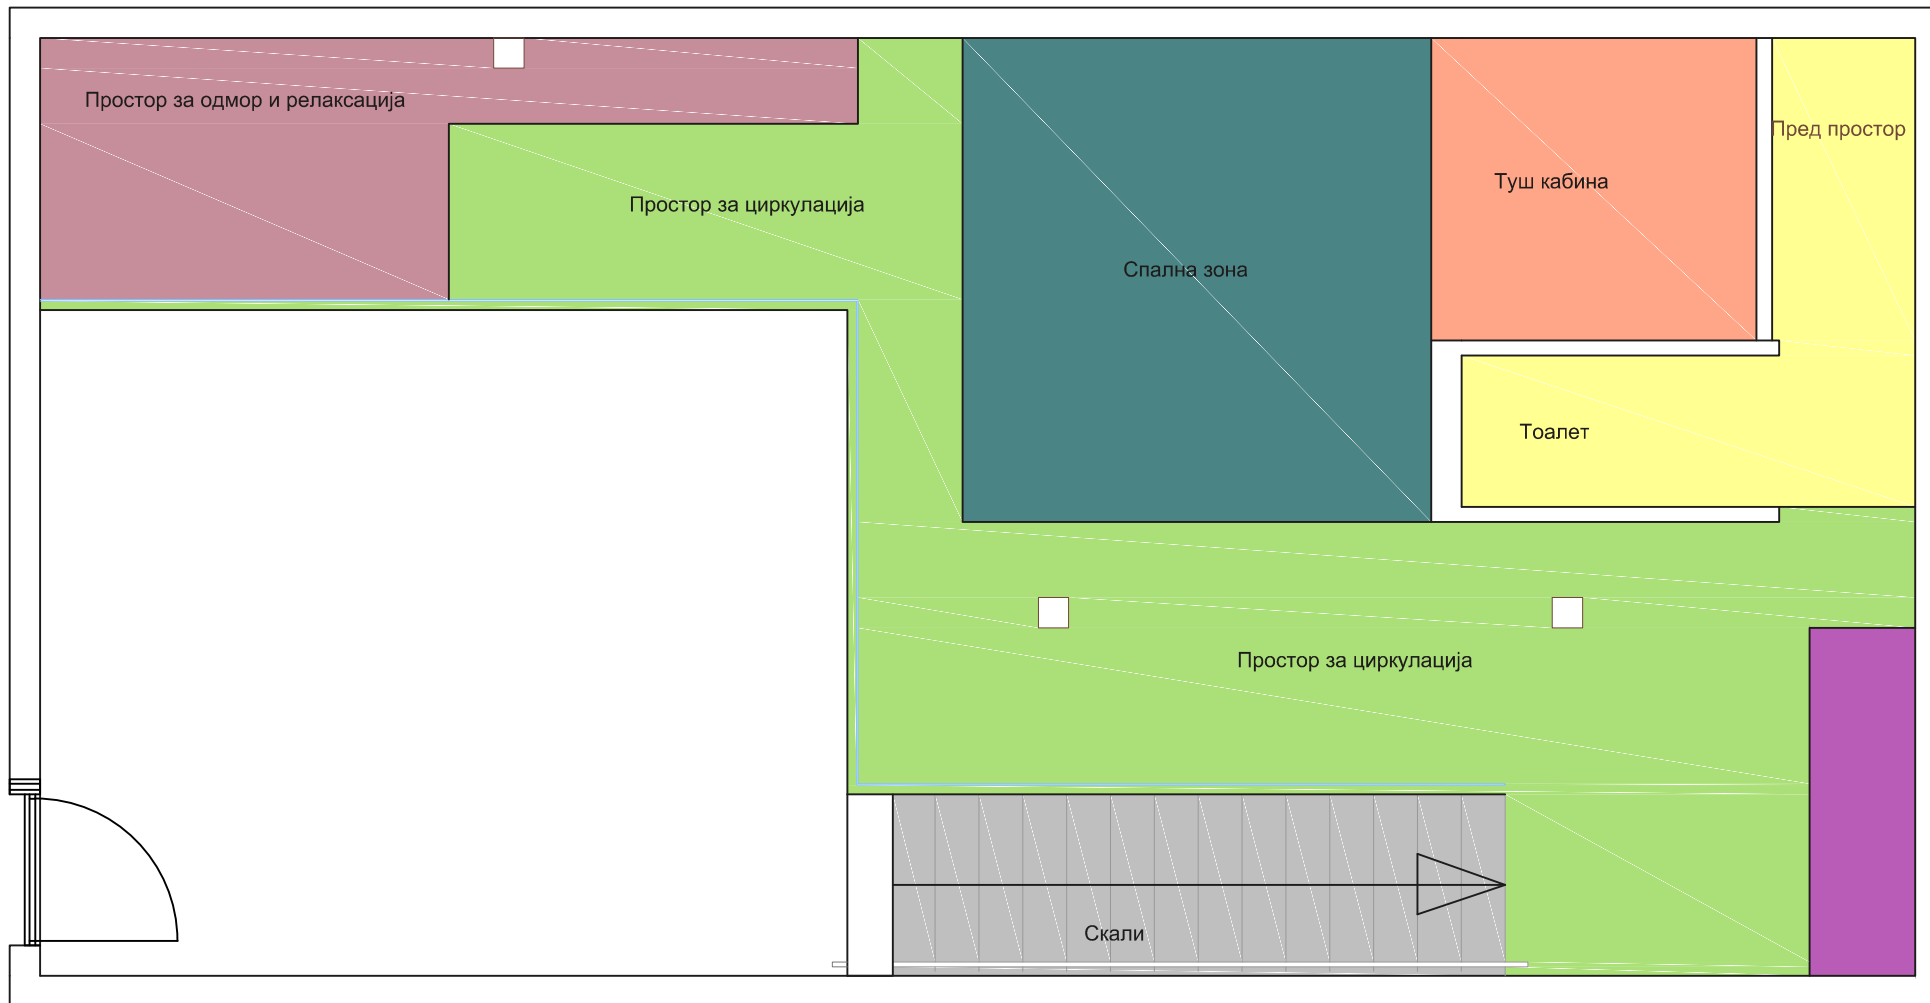 Простор за одмор и релаксација
Пред простор
Туш кабина
Простор за циркулација
Спална зона
Тоалет
Простор за циркулација
Скали